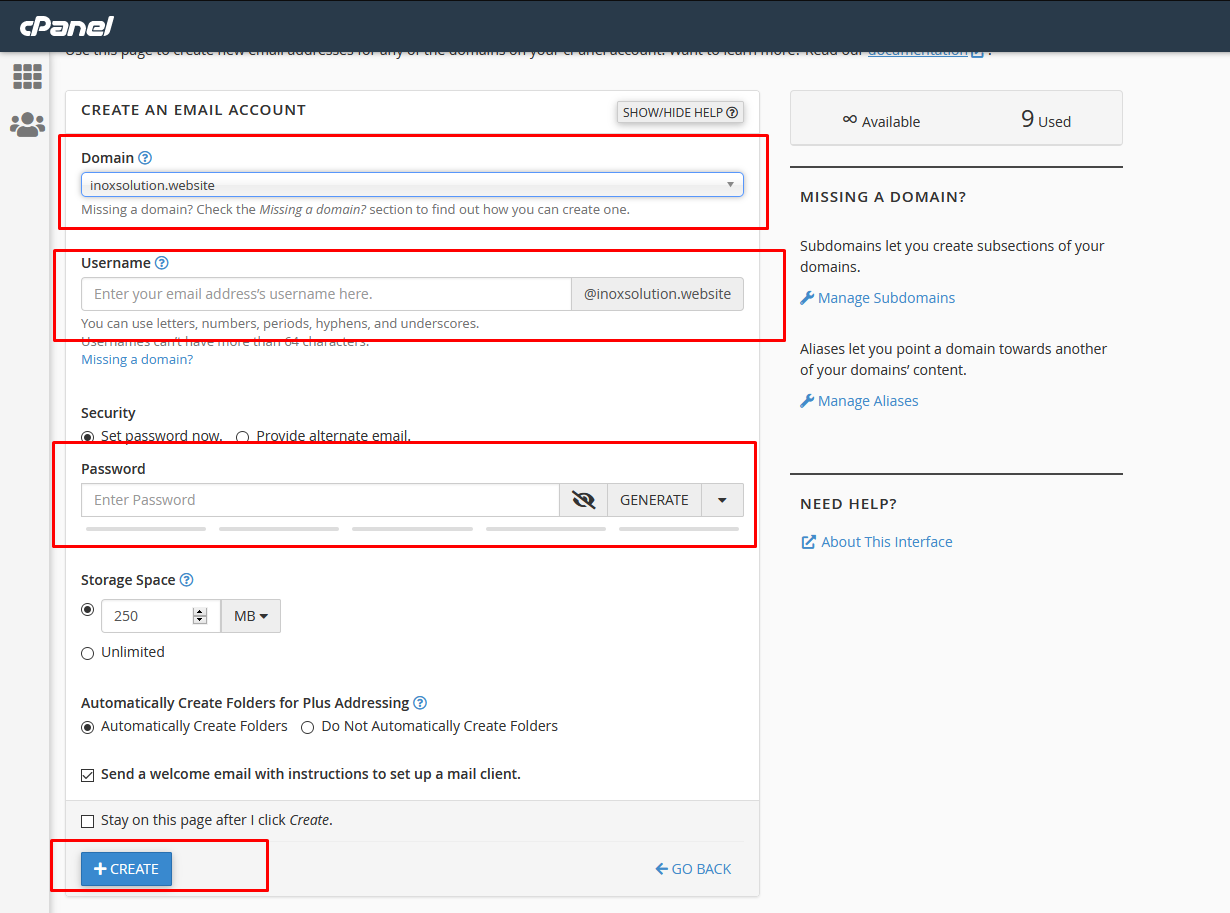 cPanel
Use this page to create new email addresses for any of the domains on your cPanel account. Want to learn more? Read our documentation .
CREATE AN EMAIL ACCOUNT
SHOW/HIDE HELP
Domain
inoxsolution.website
Missing a domain? Check the Missing a domain? section to find out how you can create one.
Username
Enter your email address's username here.
@inoxsolution.website
You can use letters, numbers, periods, hyphens, and underscores.
Usernames can't have more than 64 characters.
Missing a domain?
Security
Set password now. Provide alternate email.
Password
Enter Password
GENERATE
Storage Space
250 MB
Unlimited
Automatically Create Folders for Plus Addressing
Automatically Create Folders Do Not Automatically Create Folders
Send a welcome email with instructions to set up a mail client.
Stay on this page after I click Create.
CREATE
GO BACK
∞ Available
9 Used
MISSING A DOMAIN?
Subdomains let you create subsections of your
domains.
Manage Subdomains
Aliases let you point a domain towards another
of your domains' content.
Manage Aliases
NEED HELP?
About This Interface